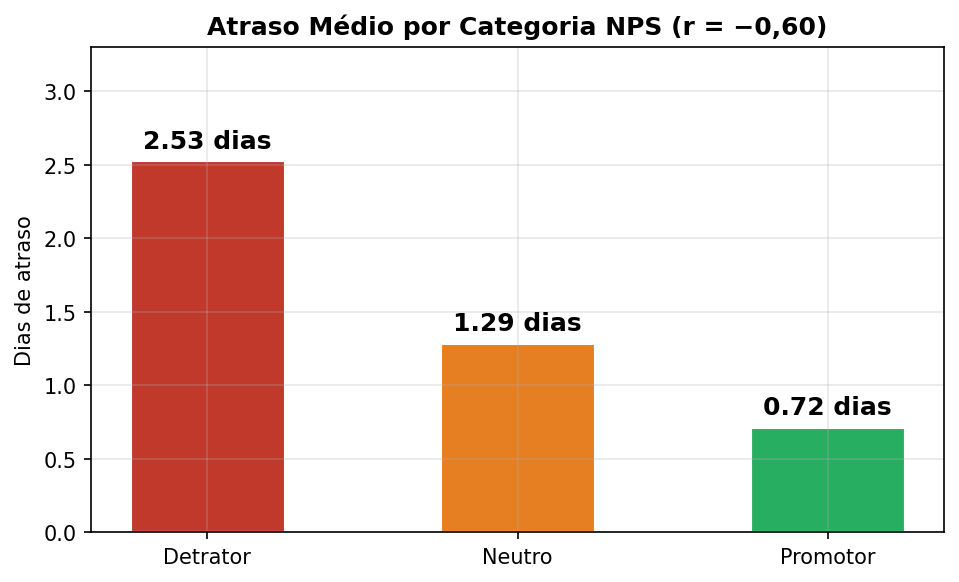 Atraso Médio por Categoria NPS (r = −0,60)
Dias de atraso
3.0
2.5
2.0
1.5
1.0
0.5
0.0
2.53 dias
1.29 dias
0.72 dias
Detrator
Neutro
Promotor